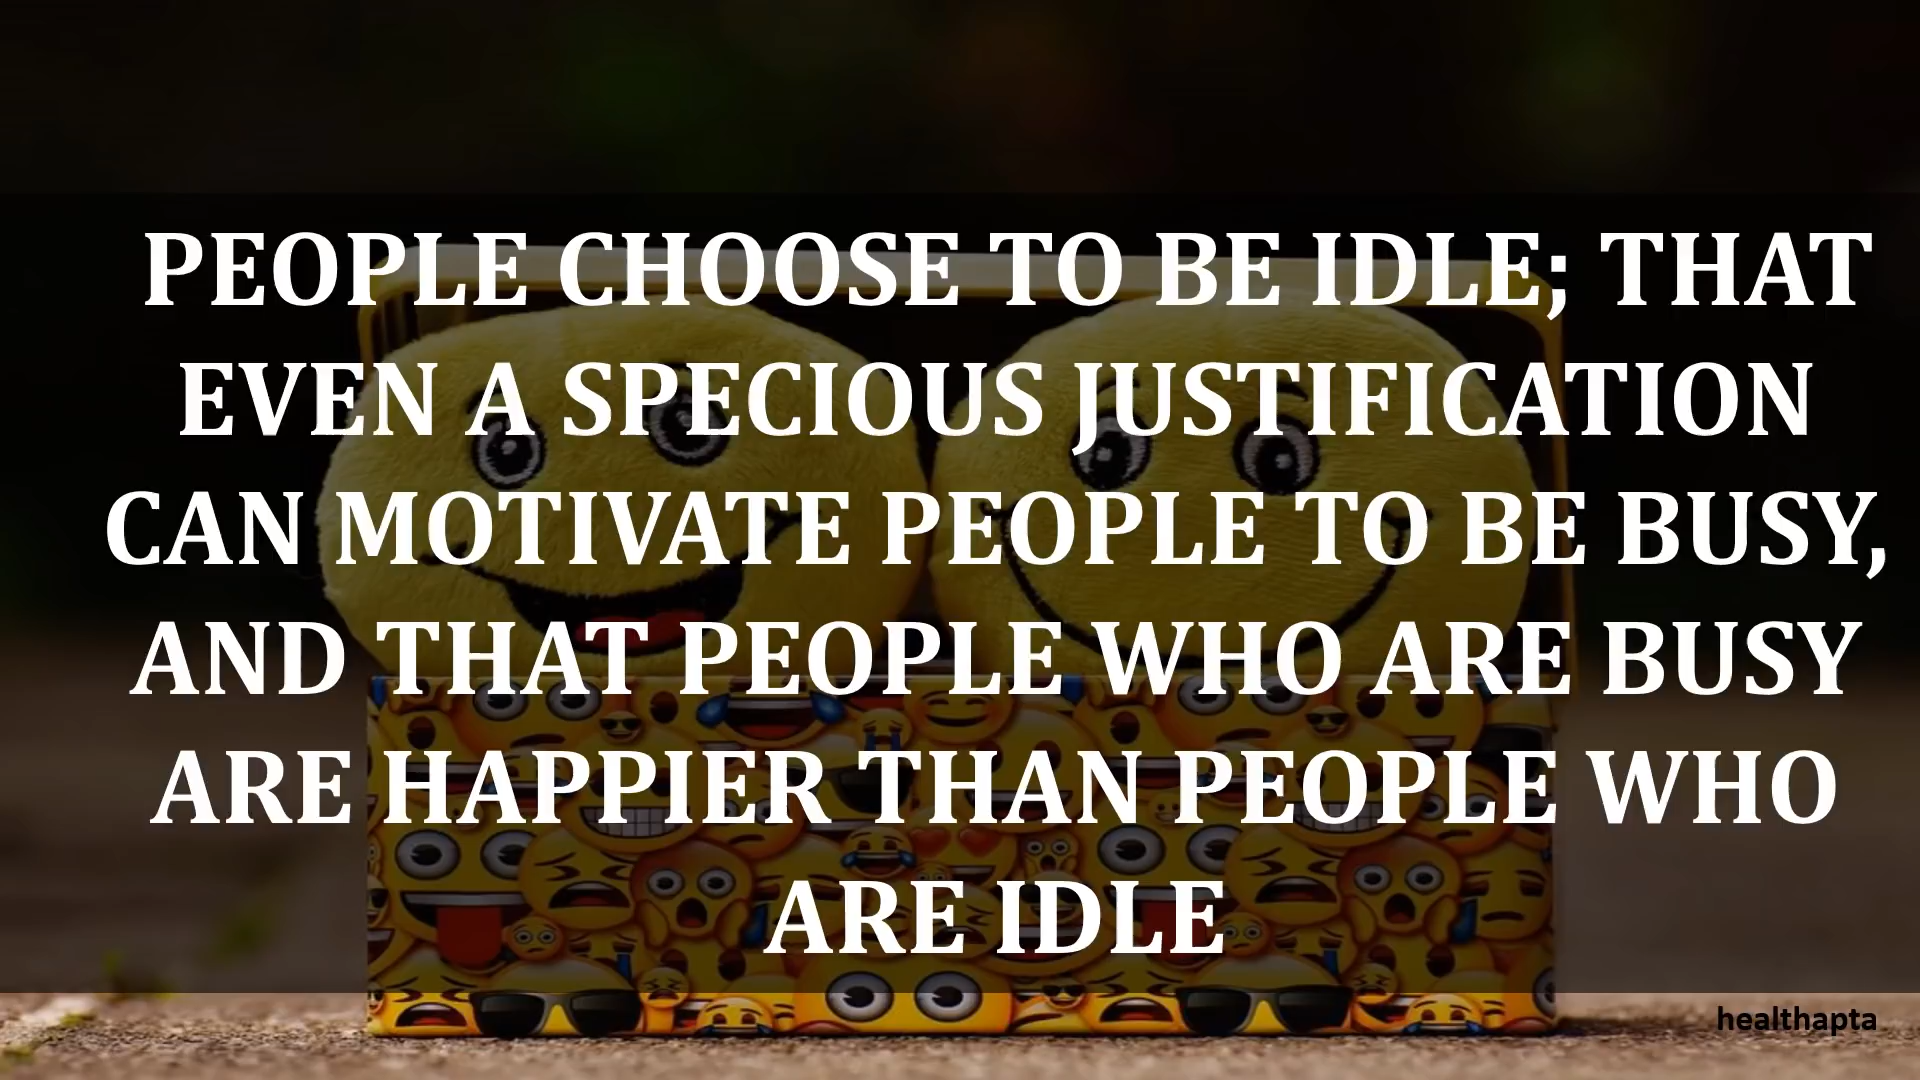 PEOPLE CHOOSE TO BE IDLE; THAT
EVEN A SPECIOUS JUSTIFICATION
CAN MOTIVATE PEOPLE TO BE BUSY,
AND THAT PEOPLE WHO ARE BUSY
ARE HAPPIER THAN PEOPLE WHO
ARE IDLE
healthapta